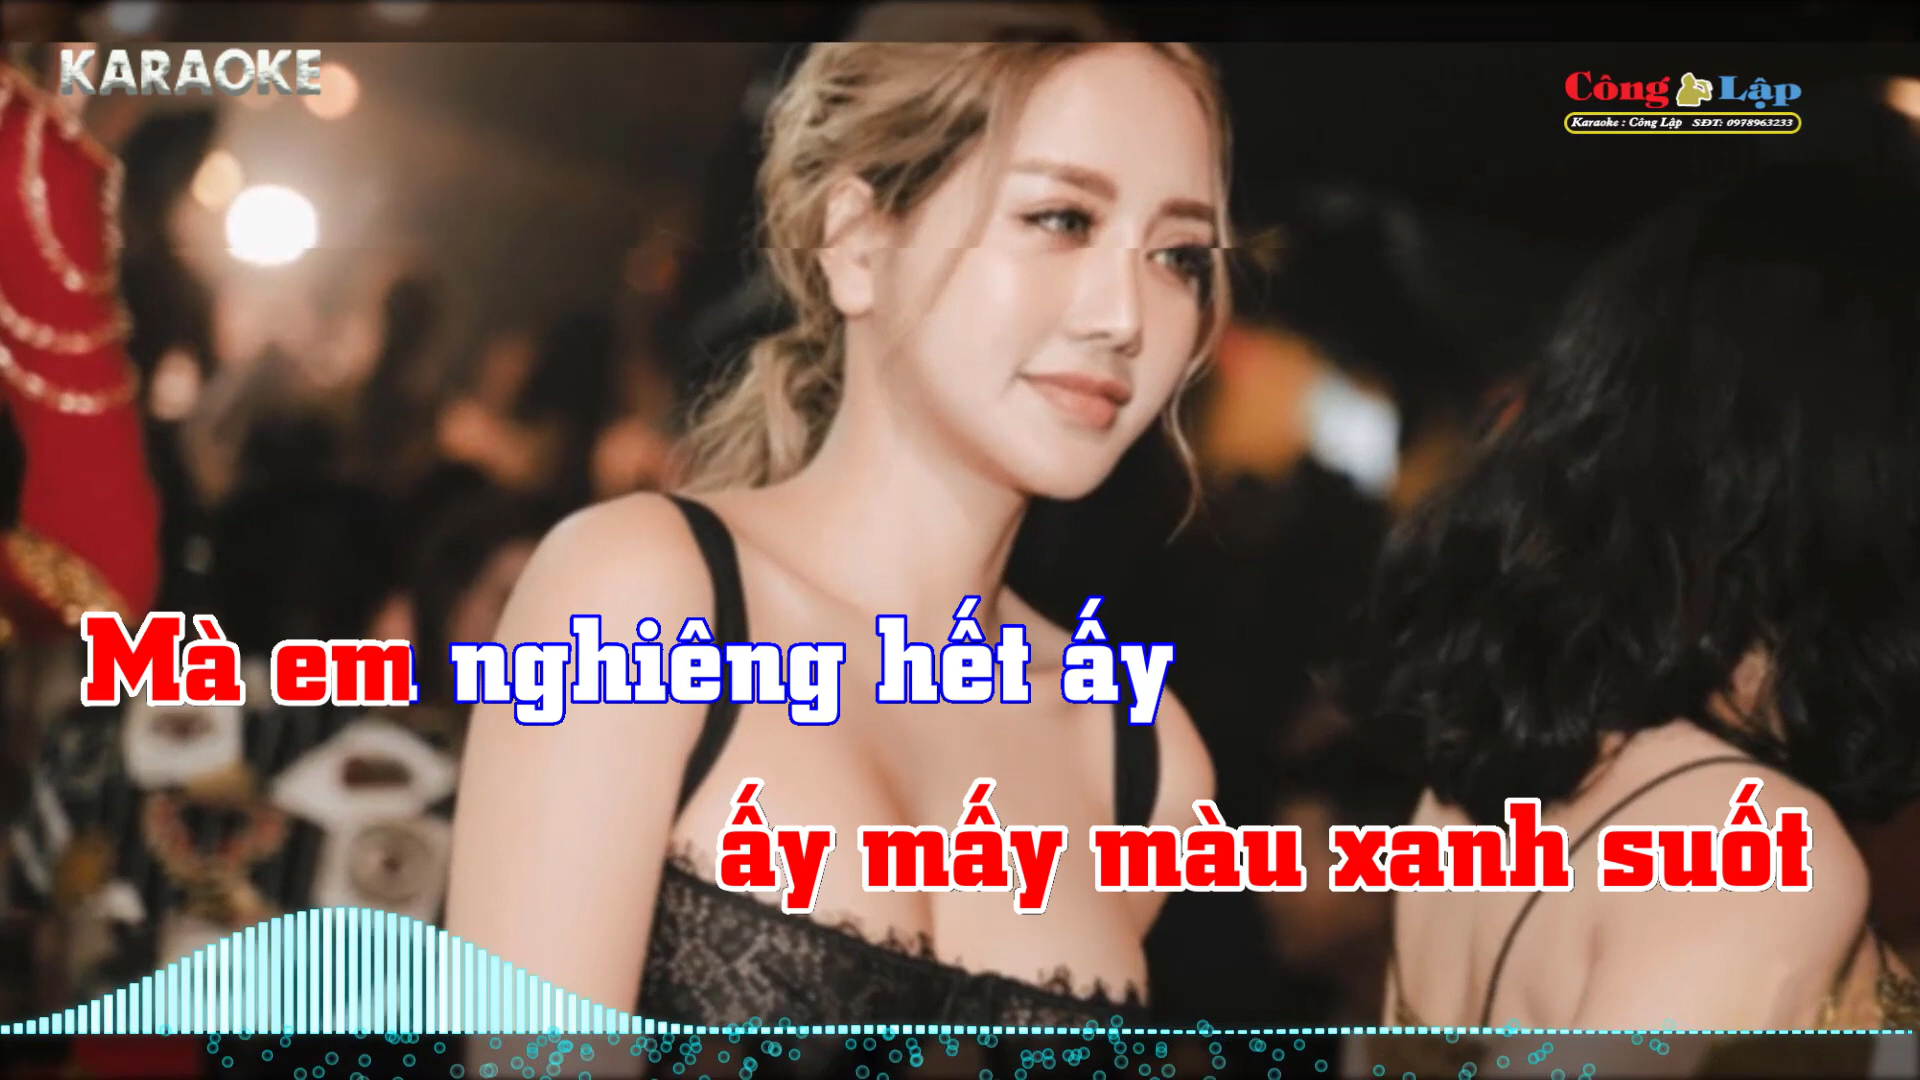 KARAOKE
Công Lập
Karaoke : Công Lập SĐT: 0978963233
Mà em nghiêng hết ấy
ấy mấy màu xanh suốt